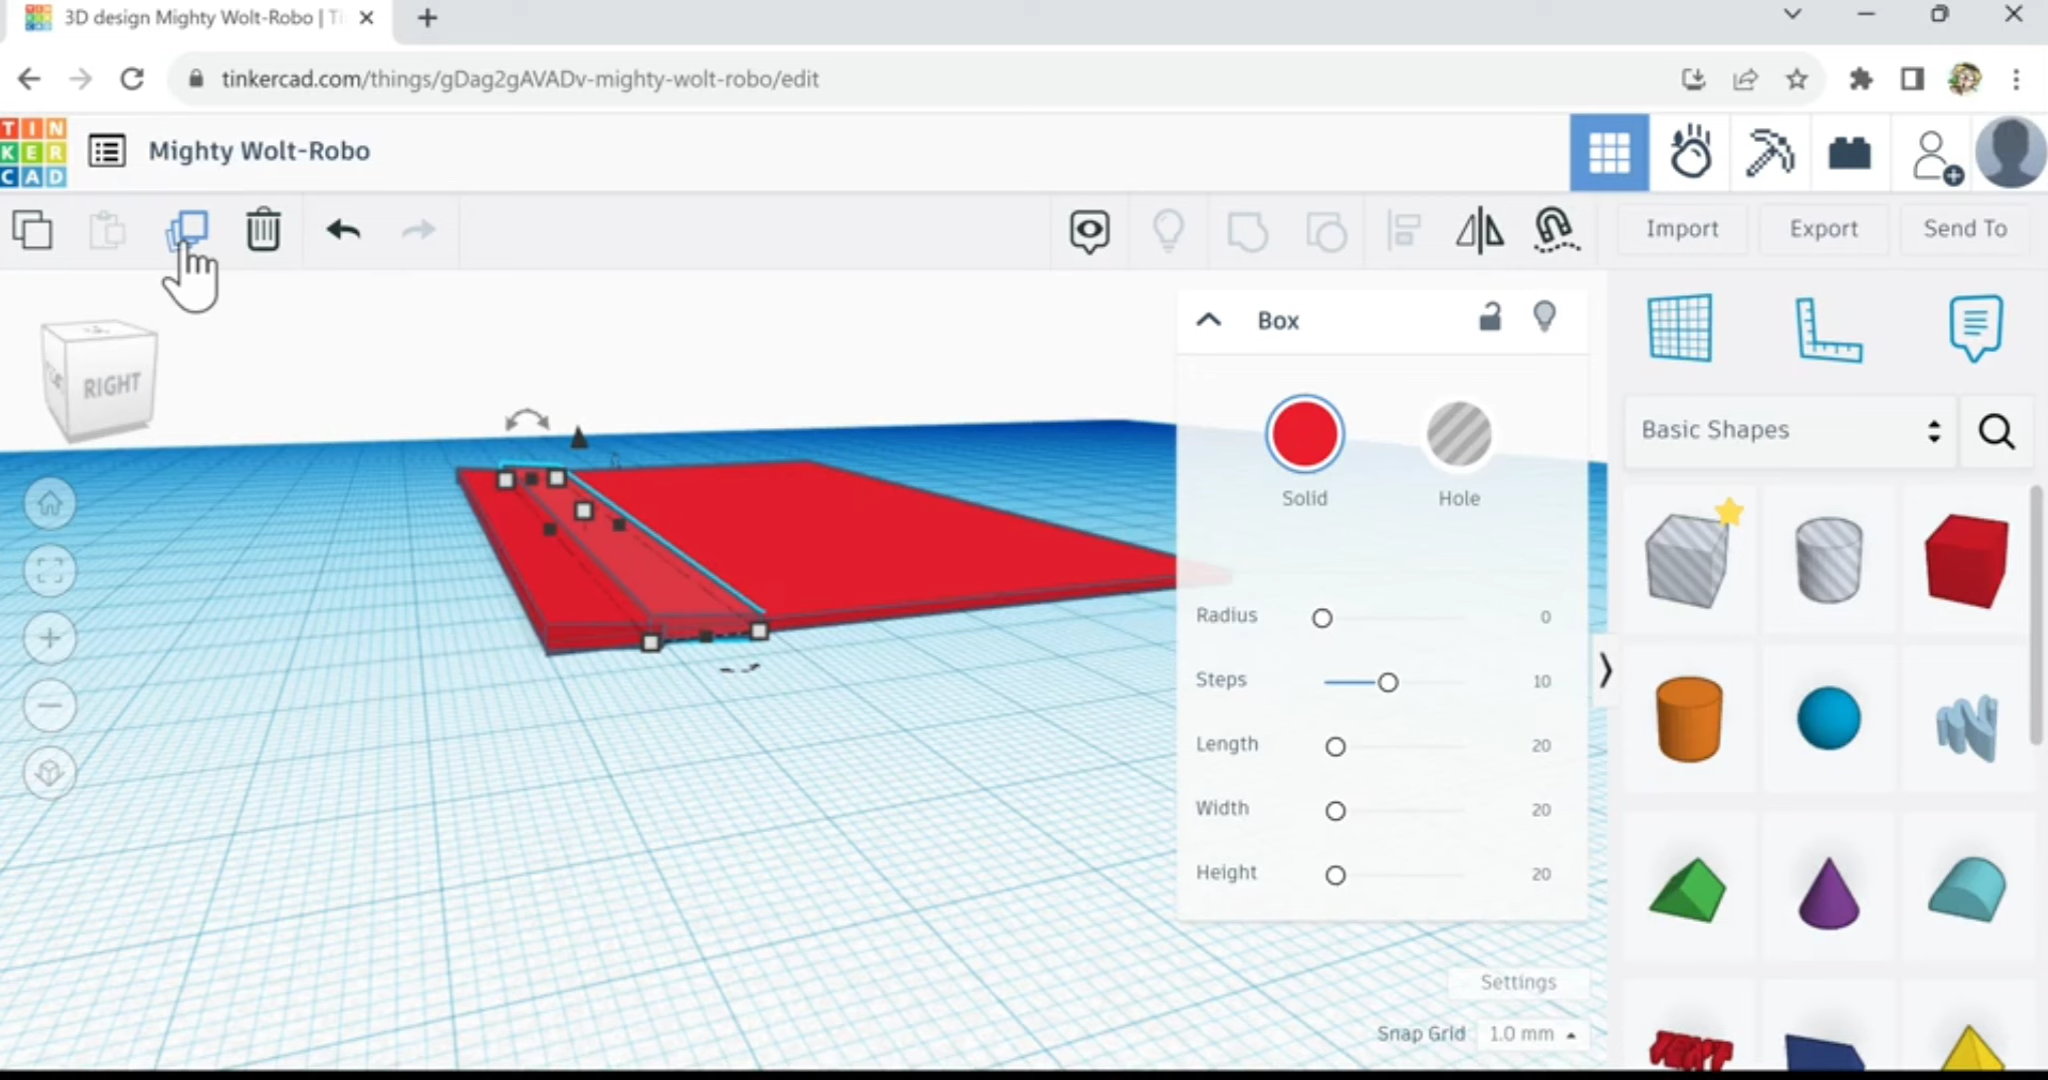 3D design Mighty Wolt-Robo | Ti
tinkercad.com/things/gDag2gAVADv-mighty-wolt-robo/edit
TIN
KER
CAD
Mighty Wolt-Robo
Import
Export
Send To
RIGHT
Box
Solid
Hole
Radius 0
Steps 10
Length 20
Width 20
Height 20
Basic Shapes
Settings
Snap Grid 1.0 mm
TEXT